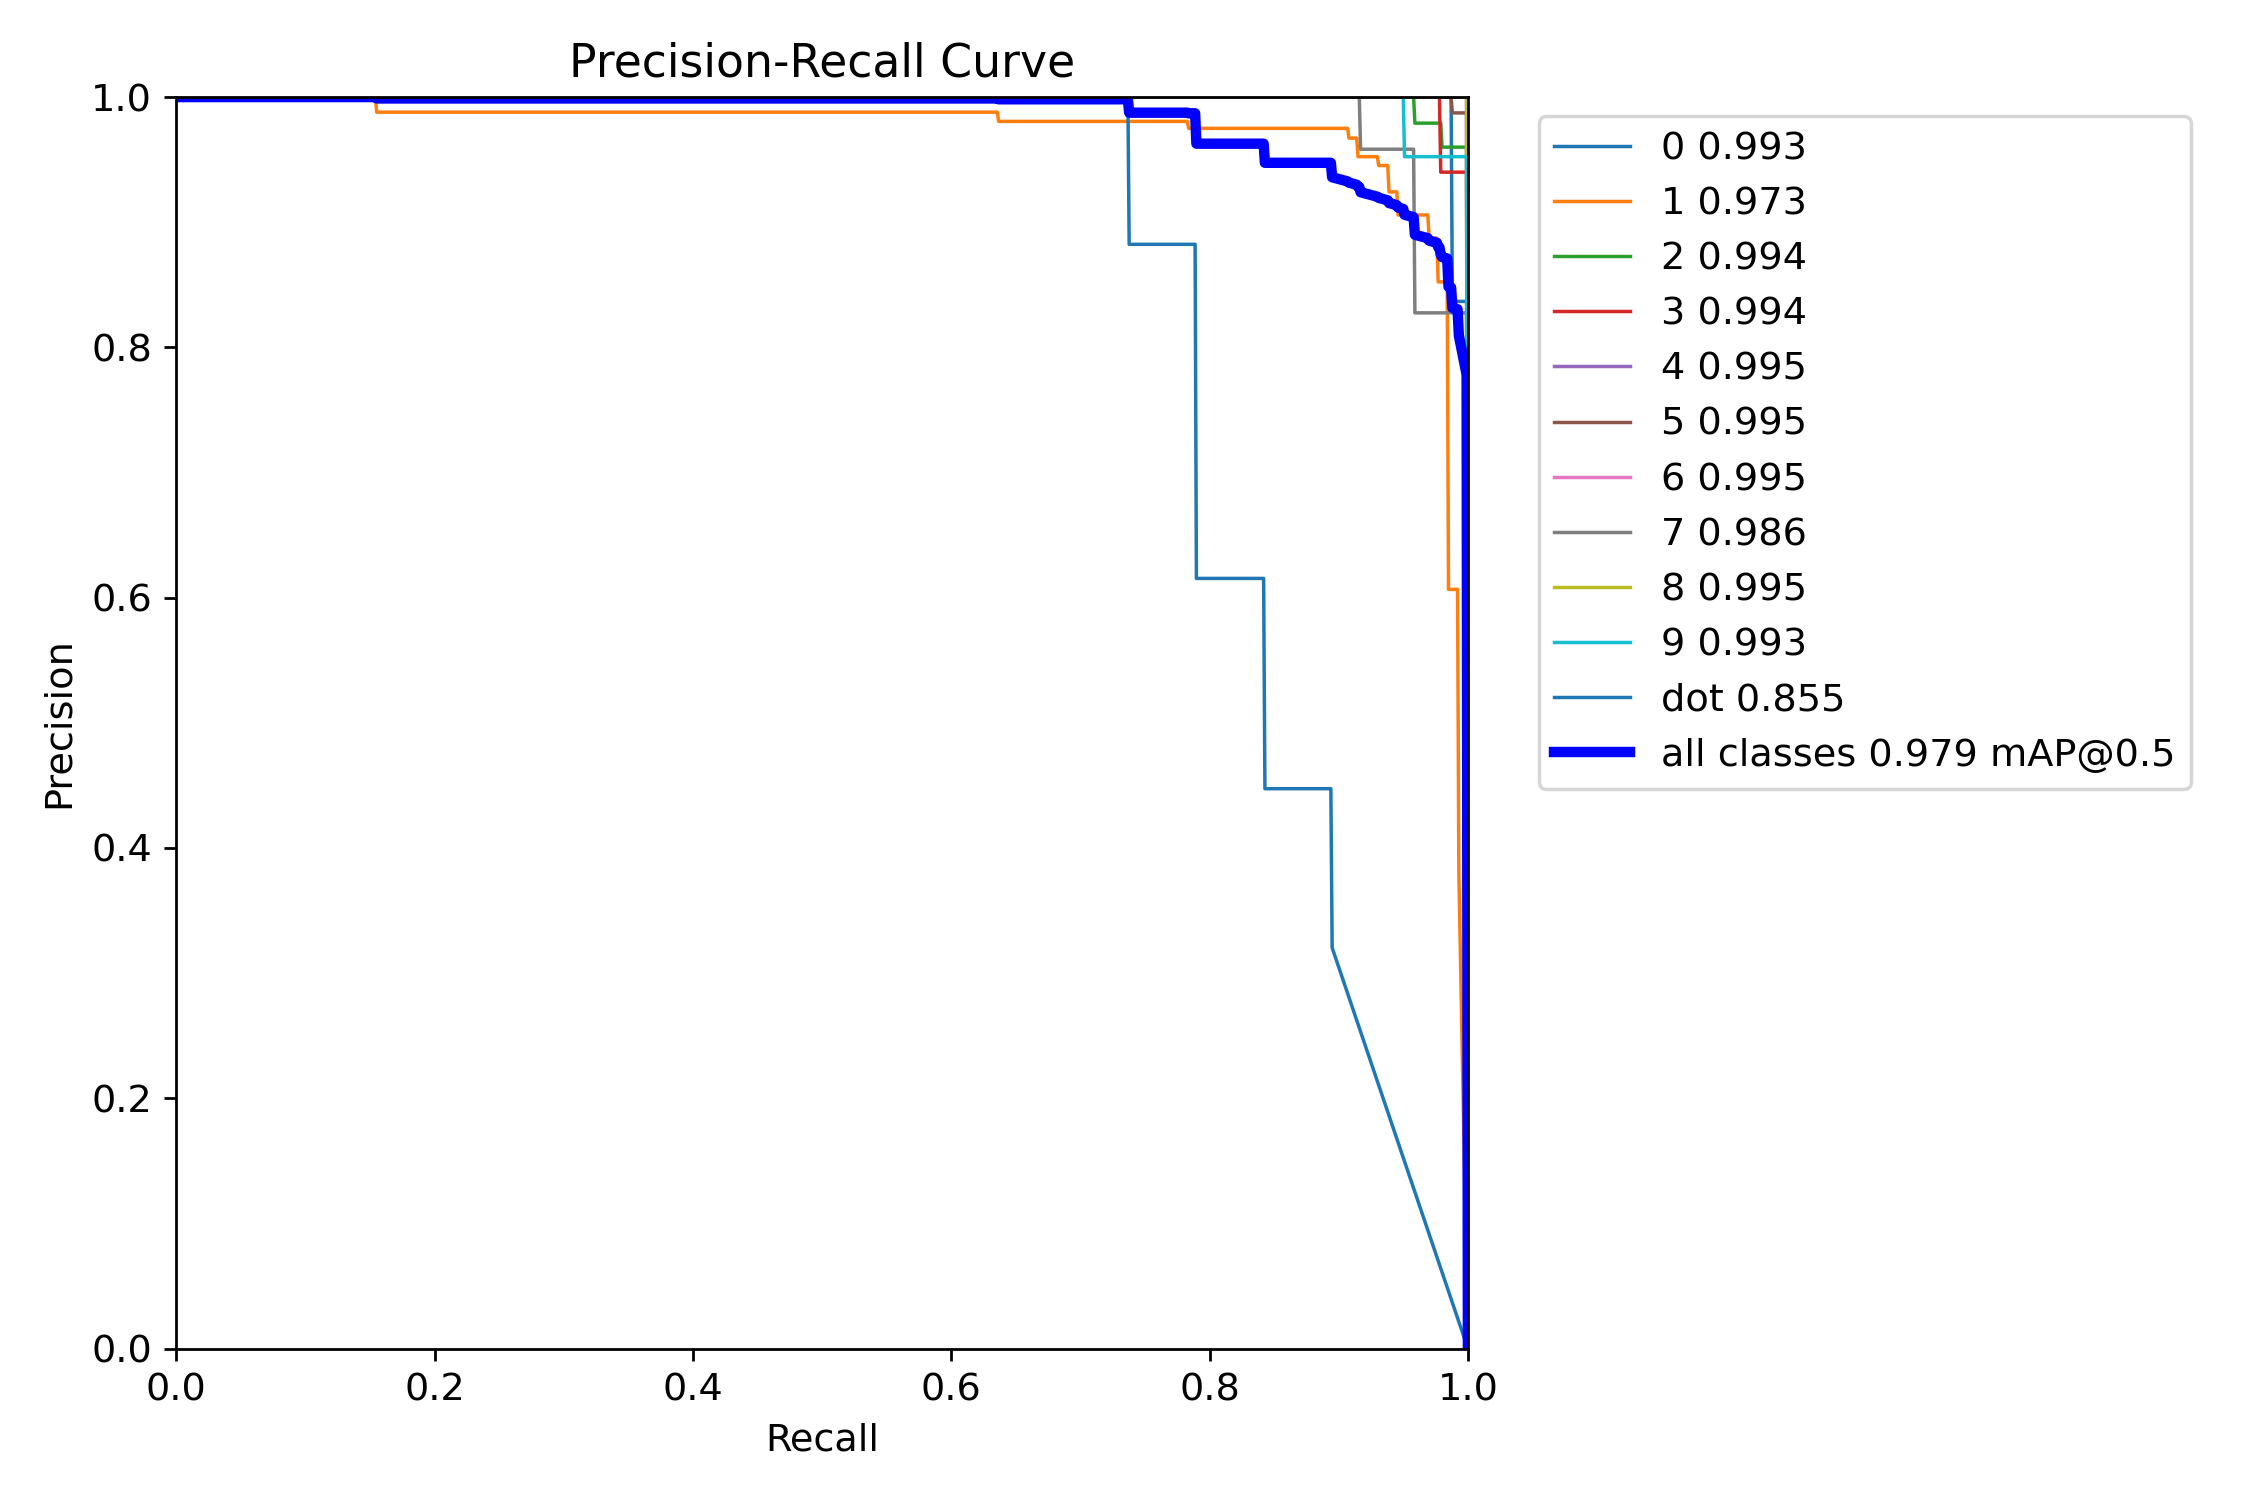 Precision-Recall Curve
1.0
0.8
0.6
0.4
0.2
0.0
Precision
0.0 0.2 0.4 0.6 0.8 1.0
Recall
0 0.993
1 0.973
2 0.994
3 0.994
4 0.995
5 0.995
6 0.995
7 0.986
8 0.995
9 0.993
dot 0.855
all classes 0.979 mAP@0.5